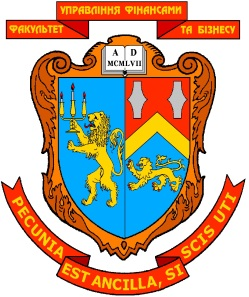 УПРАВЛІННЯ ФІНАНСАМИ
ФАКУЛЬТЕТ ТА БІЗНЕСУ
A D
MCMLVII
PECUNIA EST ANCILLA, SI SCIS UTI